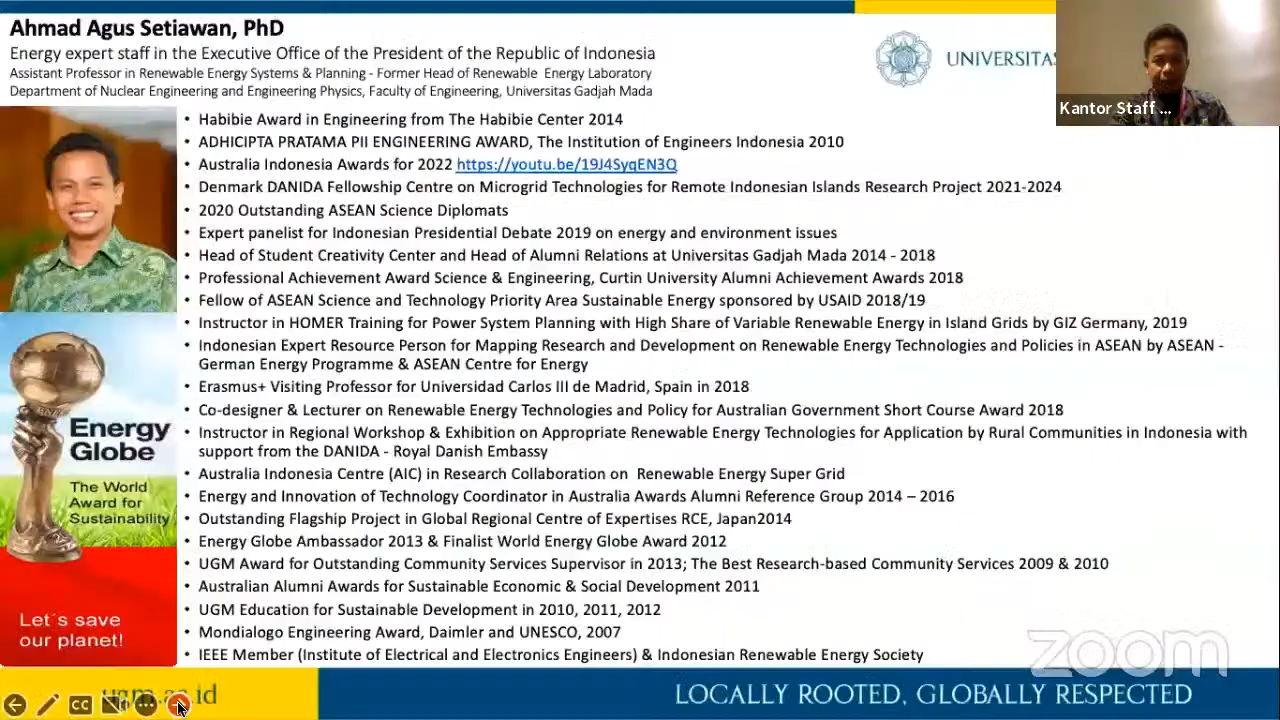 Ahmad Agus Setiawan, PhD
Energy expert staff in the Executive Office of the President of the Republic of Indonesia
Assistant Professor in Renewable Energy Systems & Planning - Former Head of Renewable Energy Laboratory
Department of Nuclear Engineering and Engineering Physics, Faculty of Engineering, Universitas Gadjah Mada
UNIVERSITAS
Kantor Staff ...
• Habibie Award in Engineering from The Habibie Center 2014
• ADHICIPTA PRATAMA PII ENGINEERING AWARD, The Institution of Engineers Indonesia 2010
• Australia Indonesia Awards for 2022 https://youtu.be/19J4SyqEN3Q
• Denmark DANIDA Fellowship Centre on Microgrid Technologies for Remote Indonesian Islands Research Project 2021-2024
• 2020 Outstanding ASEAN Science Diplomats
• Expert panelist for Indonesian Presidential Debate 2019 on energy and environment issues
• Head of Student Creativity Center and Head of Alumni Relations at Universitas Gadjah Mada 2014 - 2018
• Professional Achievement Award Science & Engineering, Curtin University Alumni Achievement Awards 2018
• Fellow of ASEAN Science and Technology Priority Area Sustainable Energy sponsored by USAID 2018/19
• Instructor in HOMER Training for Power System Planning with High Share of Variable Renewable Energy in Island Grids by GIZ Germany, 2019
• Indonesian Expert Resource Person for Mapping Research and Development on Renewable Energy Technologies and Policies in ASEAN by ASEAN -
German Energy Programme & ASEAN Centre for Energy
• Erasmus+ Visiting Professor for Universidad Carlos III de Madrid, Spain in 2018
• Co-designer & Lecturer on Renewable Energy Technologies and Policy for Australian Government Short Course Award 2018
• Instructor in Regional Workshop & Exhibition on Appropriate Renewable Energy Technologies for Application by Rural Communities in Indonesia with
support from the DANIDA - Royal Danish Embassy
• Australia Indonesia Centre (AIC) in Research Collaboration on Renewable Energy Super Grid
• Energy and Innovation of Technology Coordinator in Australia Awards Alumni Reference Group 2014 – 2016
• Outstanding Flagship Project in Global Regional Centre of Expertises RCE, Japan2014
• Energy Globe Ambassador 2013 & Finalist World Energy Globe Award 2012
• UGM Award for Outstanding Community Services Supervisor in 2013; The Best Research-based Community Services 2009 & 2010
• Australian Alumni Awards for Sustainable Economic & Social Development 2011
• UGM Education for Sustainable Development in 2010, 2011, 2012
• Mondialogo Engineering Award, Daimler and UNESCO, 2007
• IEEE Member (Institute of Electrical and Electronics Engineers) & Indonesian Renewable Energy Society
Energy
Globe
The World
Award for
Sustainability
Let´s save
our planet!
zoom
CC
ugm.ac.id
LOCALLY ROOTED, GLOBALLY RESPECTED